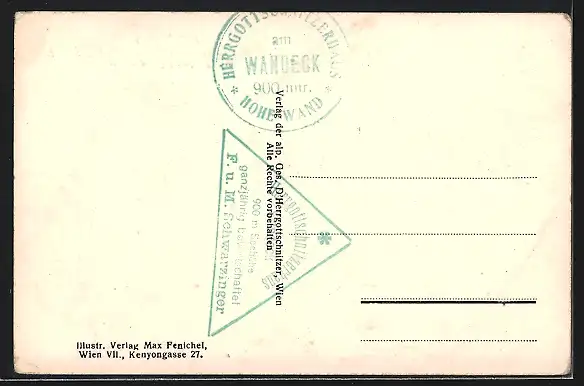 HERRGOTTSCHNITZERHAUS
am
WANDECK
900 mtr.
* HOHE WAND *
Verlag der alp. Ges. D'Herrgottschnitzer, Wien
Alle Rechte vorbehalten
900 m Seehöhe
ganzjährig bewirtschaftet
F. u. M. Schwarzinger
Illustr. Verlag Max Fenichel,
Wien VII., Kenyongasse 27.